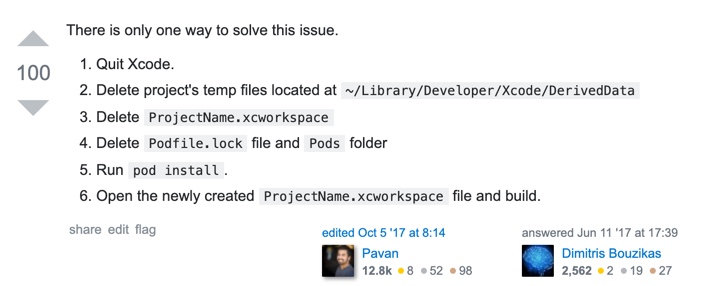 There is only one way to solve this issue.
100
1. Quit Xcode.
2. Delete project's temp files located at ~/Library/Developer/Xcode/DerivedData
3. Delete ProjectName.xcworkspace
4. Delete Podfile.lock file and Pods folder
5. Run pod install.
6. Open the newly created ProjectName.xcworkspace file and build.
share edit flag
edited Oct 5 '17 at 8:14
Pavan
12.8k 8 52 98
answered Jun 11 '17 at 17:39
Dimitris Bouzikas
2,562 2 19 27